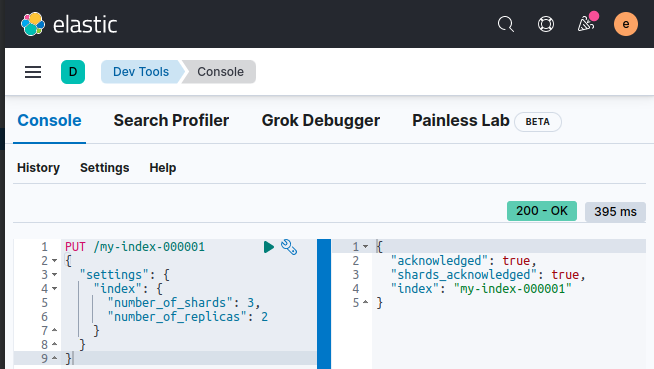 elastic
e
D
Dev Tools
Console
Console
Search Profiler
Grok Debugger
Painless Lab
BETA
History
Settings
Help
200 - OK
395 ms
1 PUT /my-index-000001
2 {
3 "settings": {
4 "index": {
5 "number_of_shards": 3,
6 "number_of_replicas": 2
7 }
8 }
9 }
1 {
2 "acknowledged": true,
3 "shards_acknowledged": true,
4 "index": "my-index-000001"
5 }